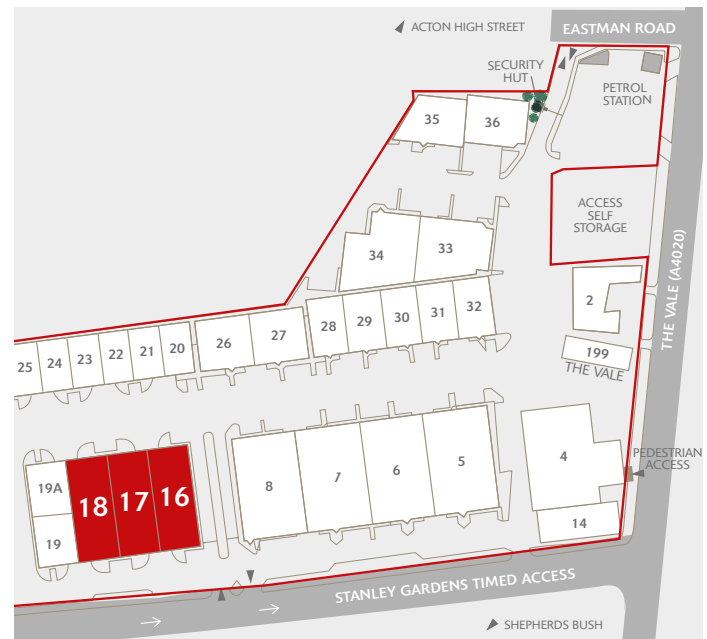 ACTON HIGH STREET
EASTMAN ROAD
SECURITY
HUT
PETROL
STATION
35
36
ACCESS
SELF
STORAGE
34
33
THE VALE (A4020)
2
199
THE VALE
25
24
23
22
21
20
26
27
28
29
30
31
32
19A
19
18
17
16
8
7
6
5
4
14
PEDESTRIAN
ACCESS
STANLEY GARDENS TIMED ACCESS
SHEPHERDS BUSH